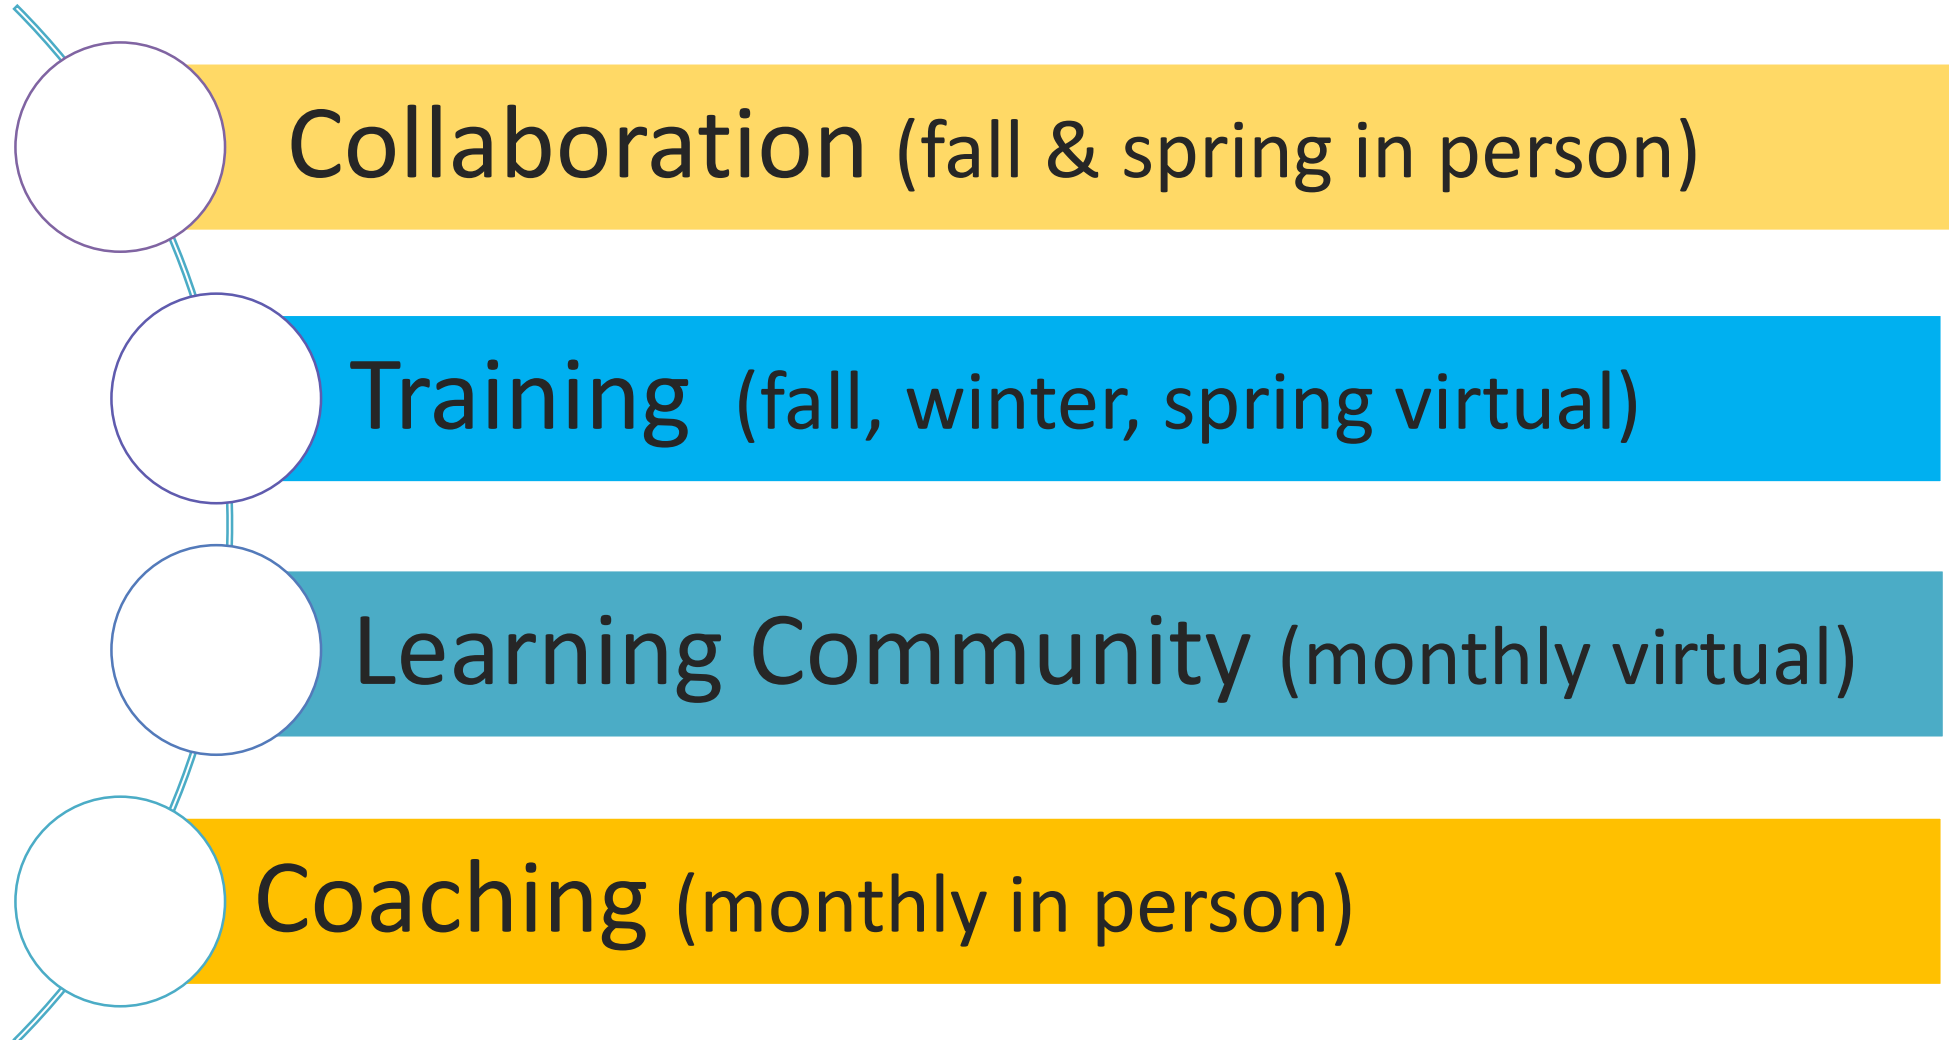 Collaboration (fall & spring in person)
Training (fall, winter, spring virtual)
Learning Community (monthly virtual)
Coaching (monthly in person)